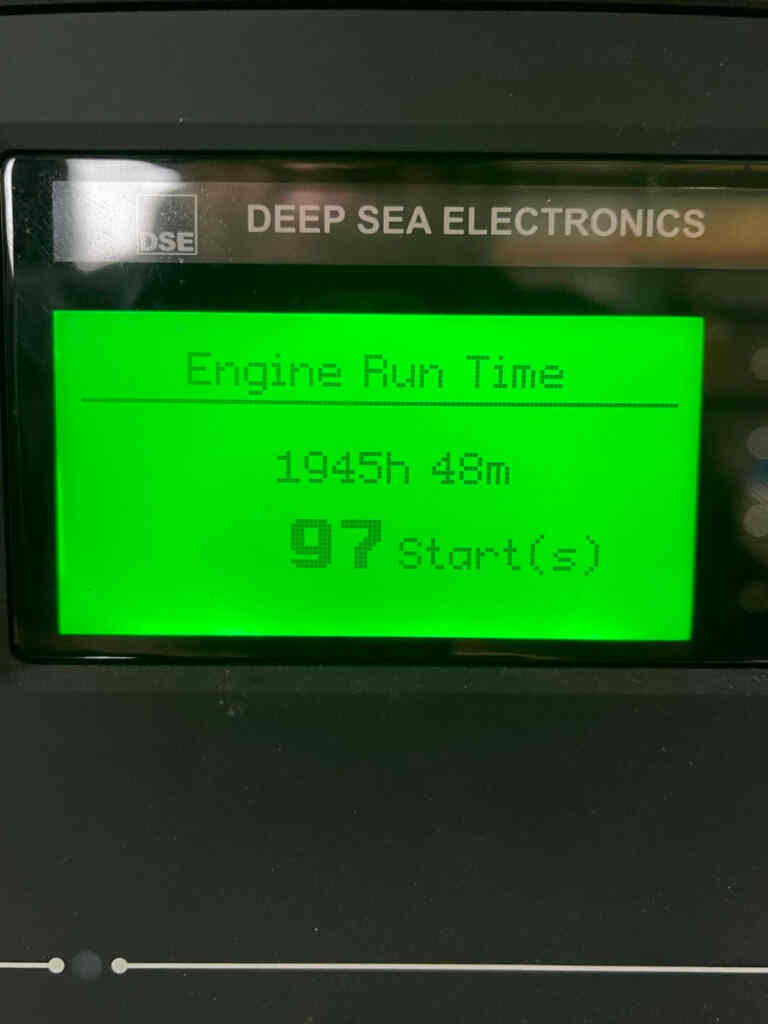 DSE
DEEP SEA ELECTRONICS
Engine Run Time
1945h 48m
97 Start(s)